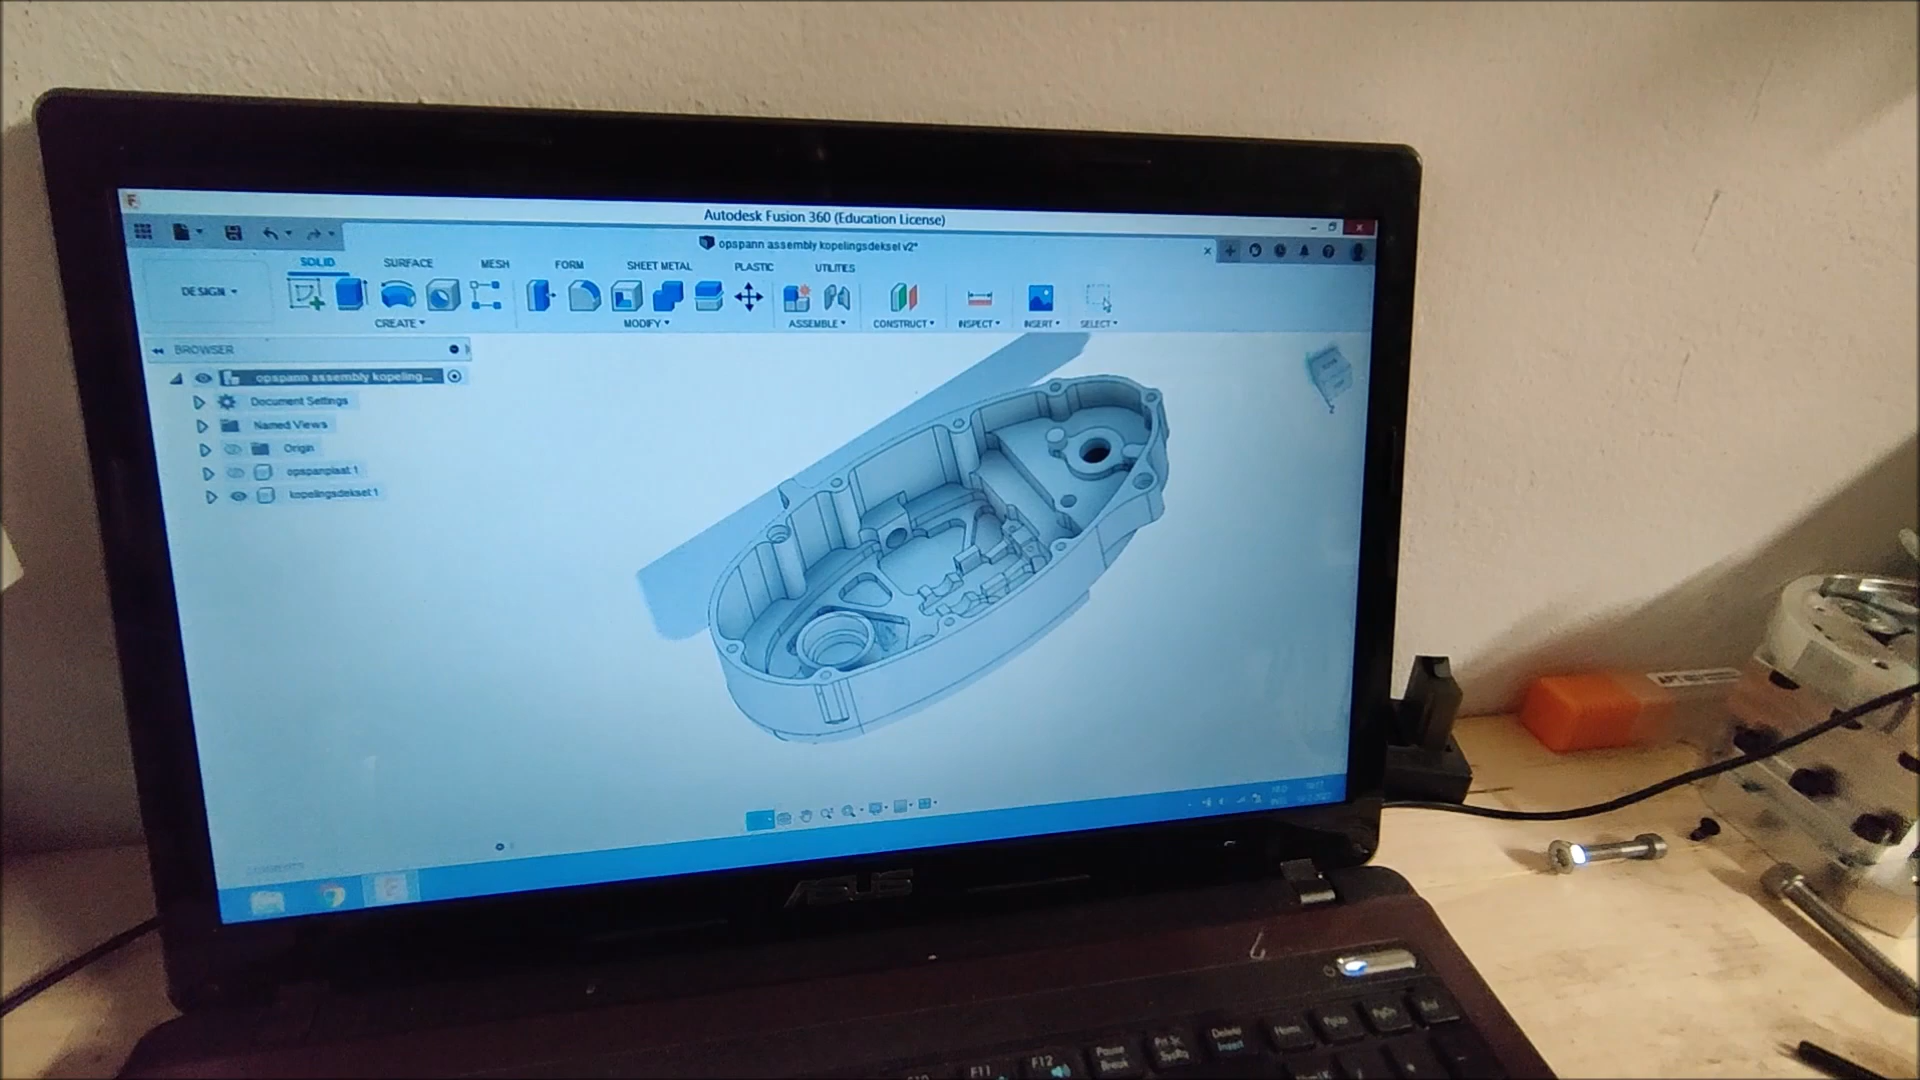 Autodesk Fusion 360 (Education License)
opspann assembly kopelingsdeksel v2*
SOLID SURFACE MESH FORM SHEET METAL PLASTIC UTILITIES
DESIGN
CREATE MODIFY ASSEMBLE CONSTRUCT INSPECT INSERT SELECT
BROWSER
opspann assembly kopeling...
Document Settings
Named Views
Origin
opspanplaat:1
kopelingsdeksel:1
ASUS
F11 F12 Pause Break Prt Sc SysRq Delete Insert Home PgUp PgDn